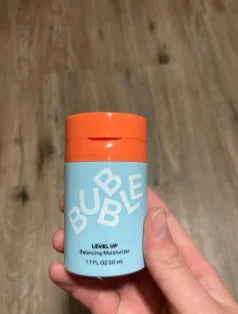 BUBBLE
LEVEL UP
Balancing Moisturizer
1.7 FL OZ 50 mL